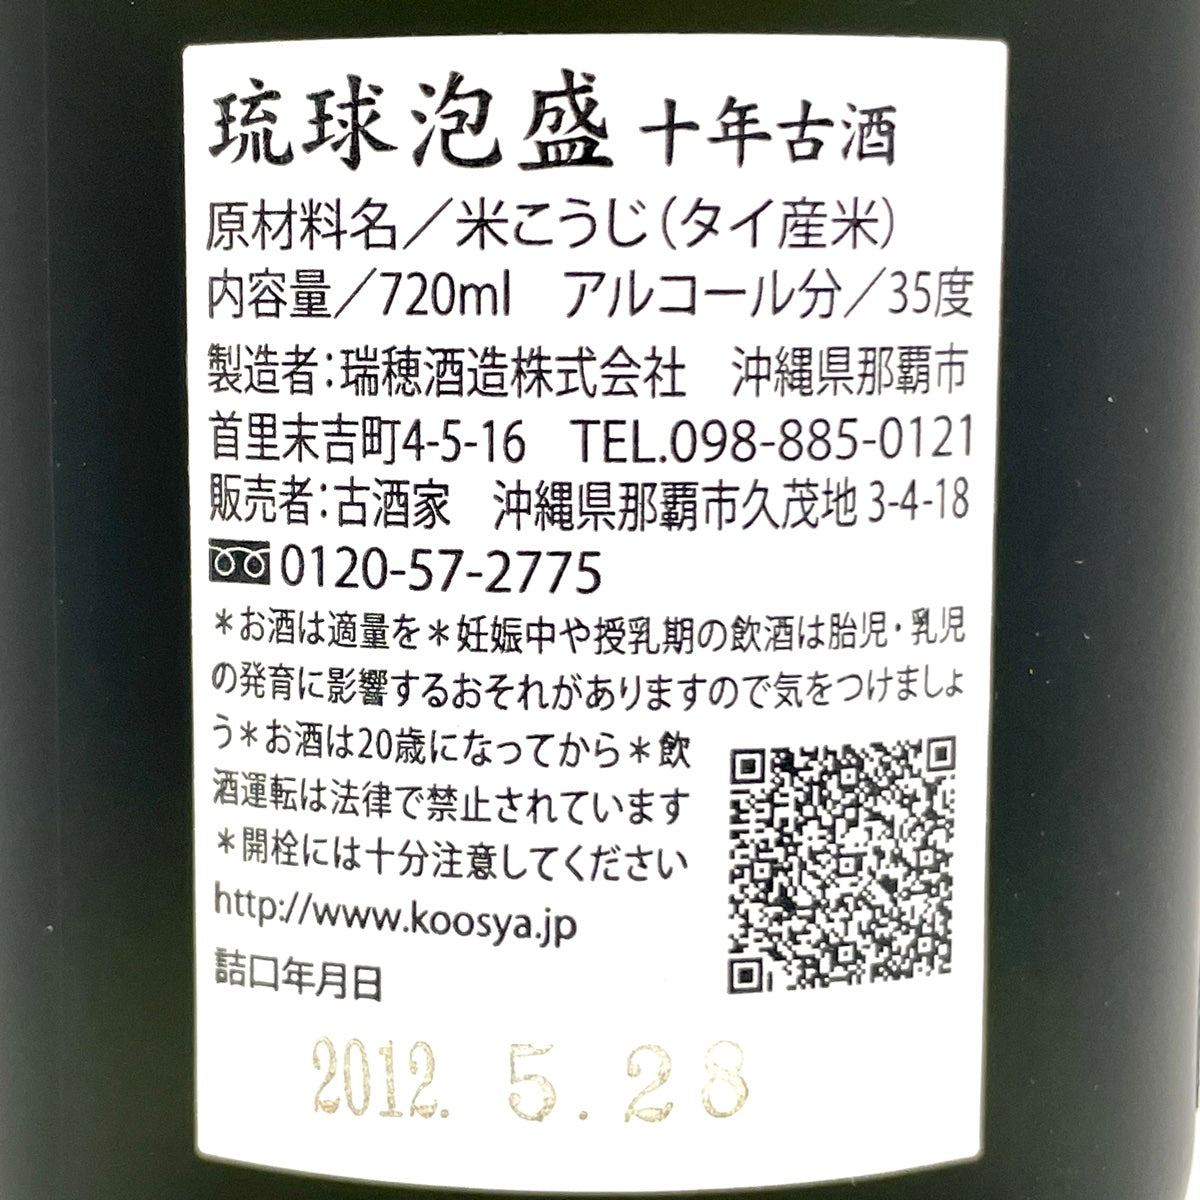 琉球泡盛 十年古酒
原材料名／米こうじ（タイ産米）
内容量／720ml　アルコール分／35度
製造者：瑞穂酒造株式会社　沖縄県那覇市
首里末吉町4-5-16　TEL.098-885-0121
販売者：古酒家　沖縄県那覇市久茂地3-4-18
0120-57-2775
＊お酒は適量を＊妊娠中や授乳期の飲酒は胎児・乳児
の発育に影響するおそれがありますので気をつけましょ
う＊お酒は20歳になってから＊飲
酒運転は法律で禁止されています
＊開栓には十分注意してください
http://www.koosya.jp
詰口年月日
2012. 5. 28